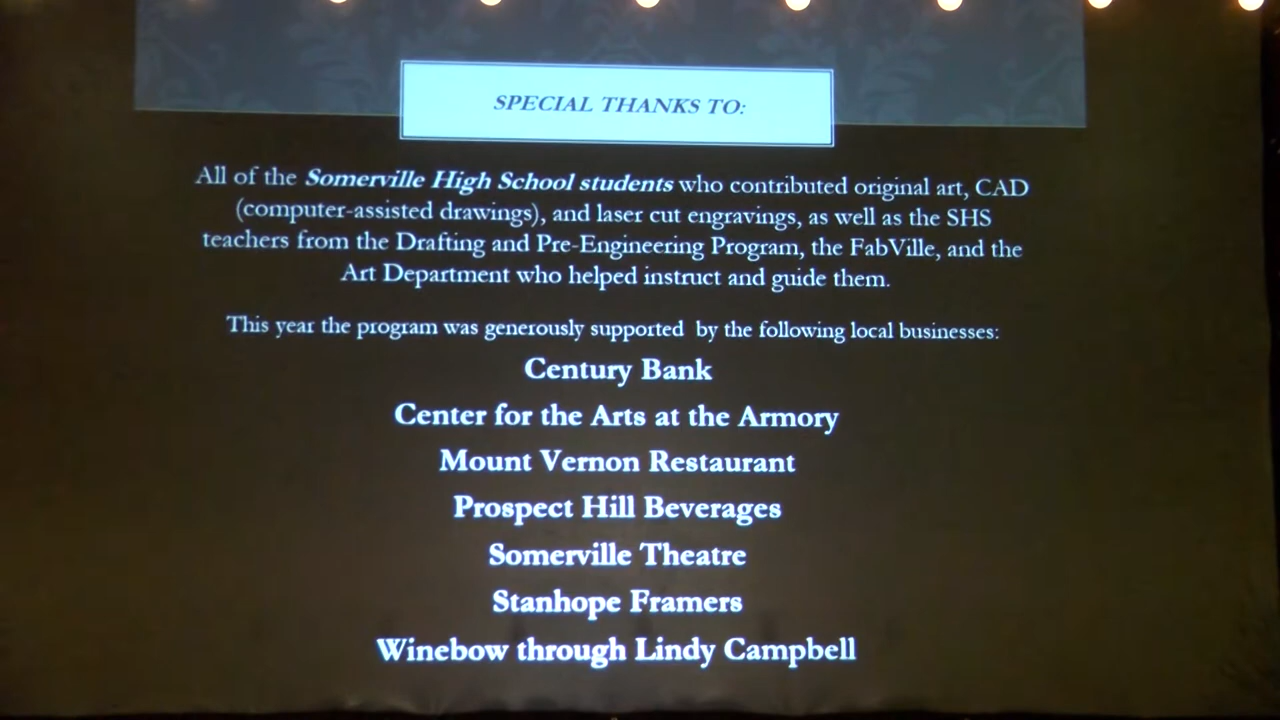 SPECIAL THANKS TO:
All of the Somerville High School students who contributed original art, CAD
(computer-assisted drawings), and laser cut engravings, as well as the SHS
teachers from the Drafting and Pre-Engineering Program, the FabVille, and the
Art Department who helped instruct and guide them.
This year the program was generously supported by the following local businesses:
Century Bank
Center for the Arts at the Armory
Mount Vernon Restaurant
Prospect Hill Beverages
Somerville Theatre
Stanhope Framers
Winebow through Lindy Campbell